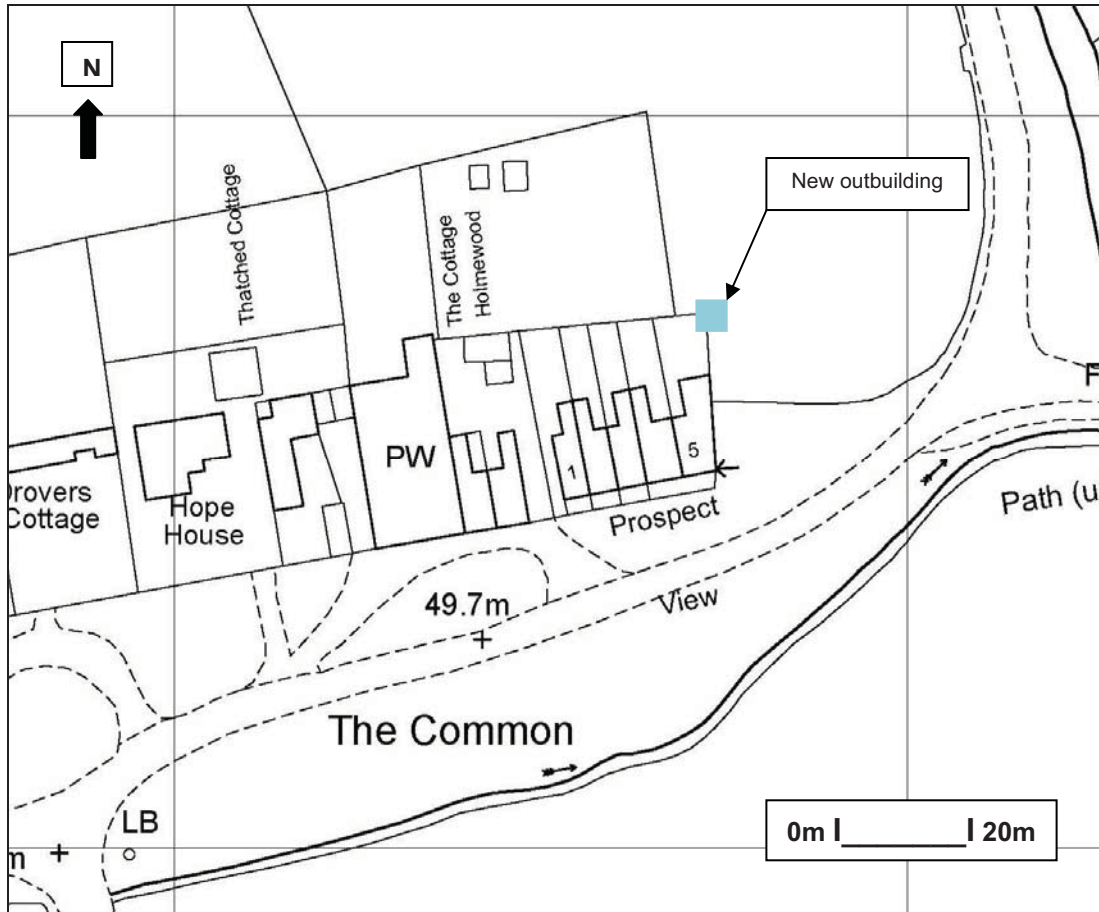 N
New outbuilding
Thatched Cottage
The Cottage
Holmewood
PW
1
5
Drovers
Cottage
Hope
House
Prospect
View
Path (u
F
49.7m
The Common
LB
m
0m I_______I 20m